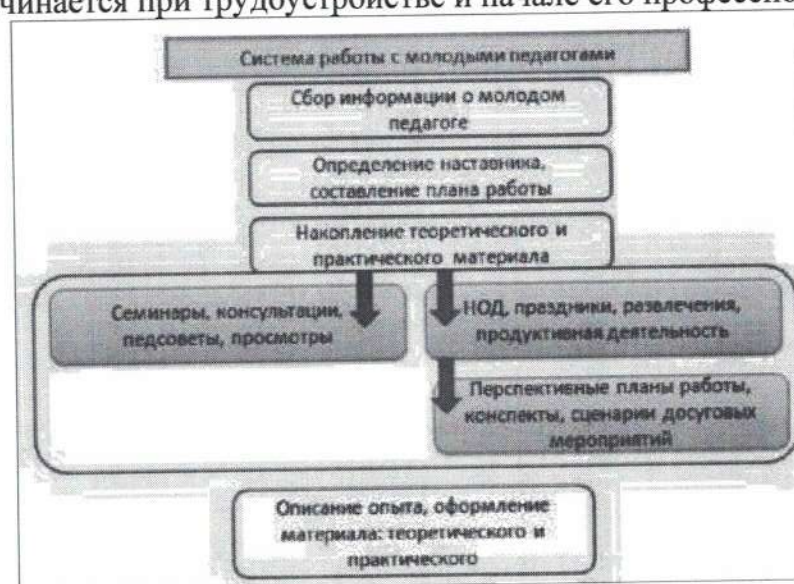 чинается при трудоустройстве и начале его профессио
Система работы с молодыми педагогами
Сбор информации о молодом
педагоге
Определение наставника,
составление плана работы
Накопление теоретического и
практического материала
Семинары, консультации,
педсоветы, просмотры
НОД, праздники, развлечения,
продуктивная деятельность
Перспективные планы работы,
конспекты, сценарии досуговых
мероприятий
Описание опыта, оформление
материала: теоретического и
практического